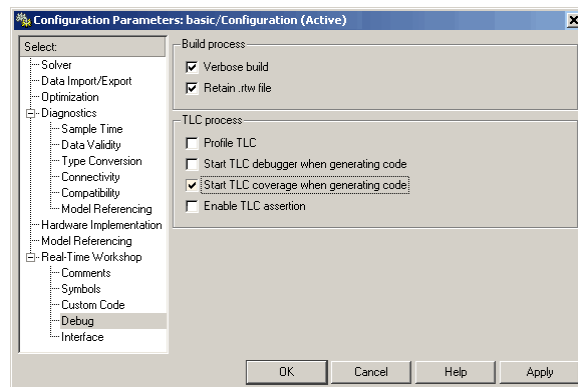 Configuration Parameters: basic/Configuration (Active)
Select:
Solver
Data Import/Export
Optimization
Diagnostics
Sample Time
Data Validity
Type Conversion
Connectivity
Compatibility
Model Referencing
Hardware Implementation
Model Referencing
Real-Time Workshop
Comments
Symbols
Custom Code
Debug
Interface
Build process
Verbose build
Retain .rtw file
TLC process
Profile TLC
Start TLC debugger when generating code
Start TLC coverage when generating code
Enable TLC assertion
OK
Cancel
Help
Apply